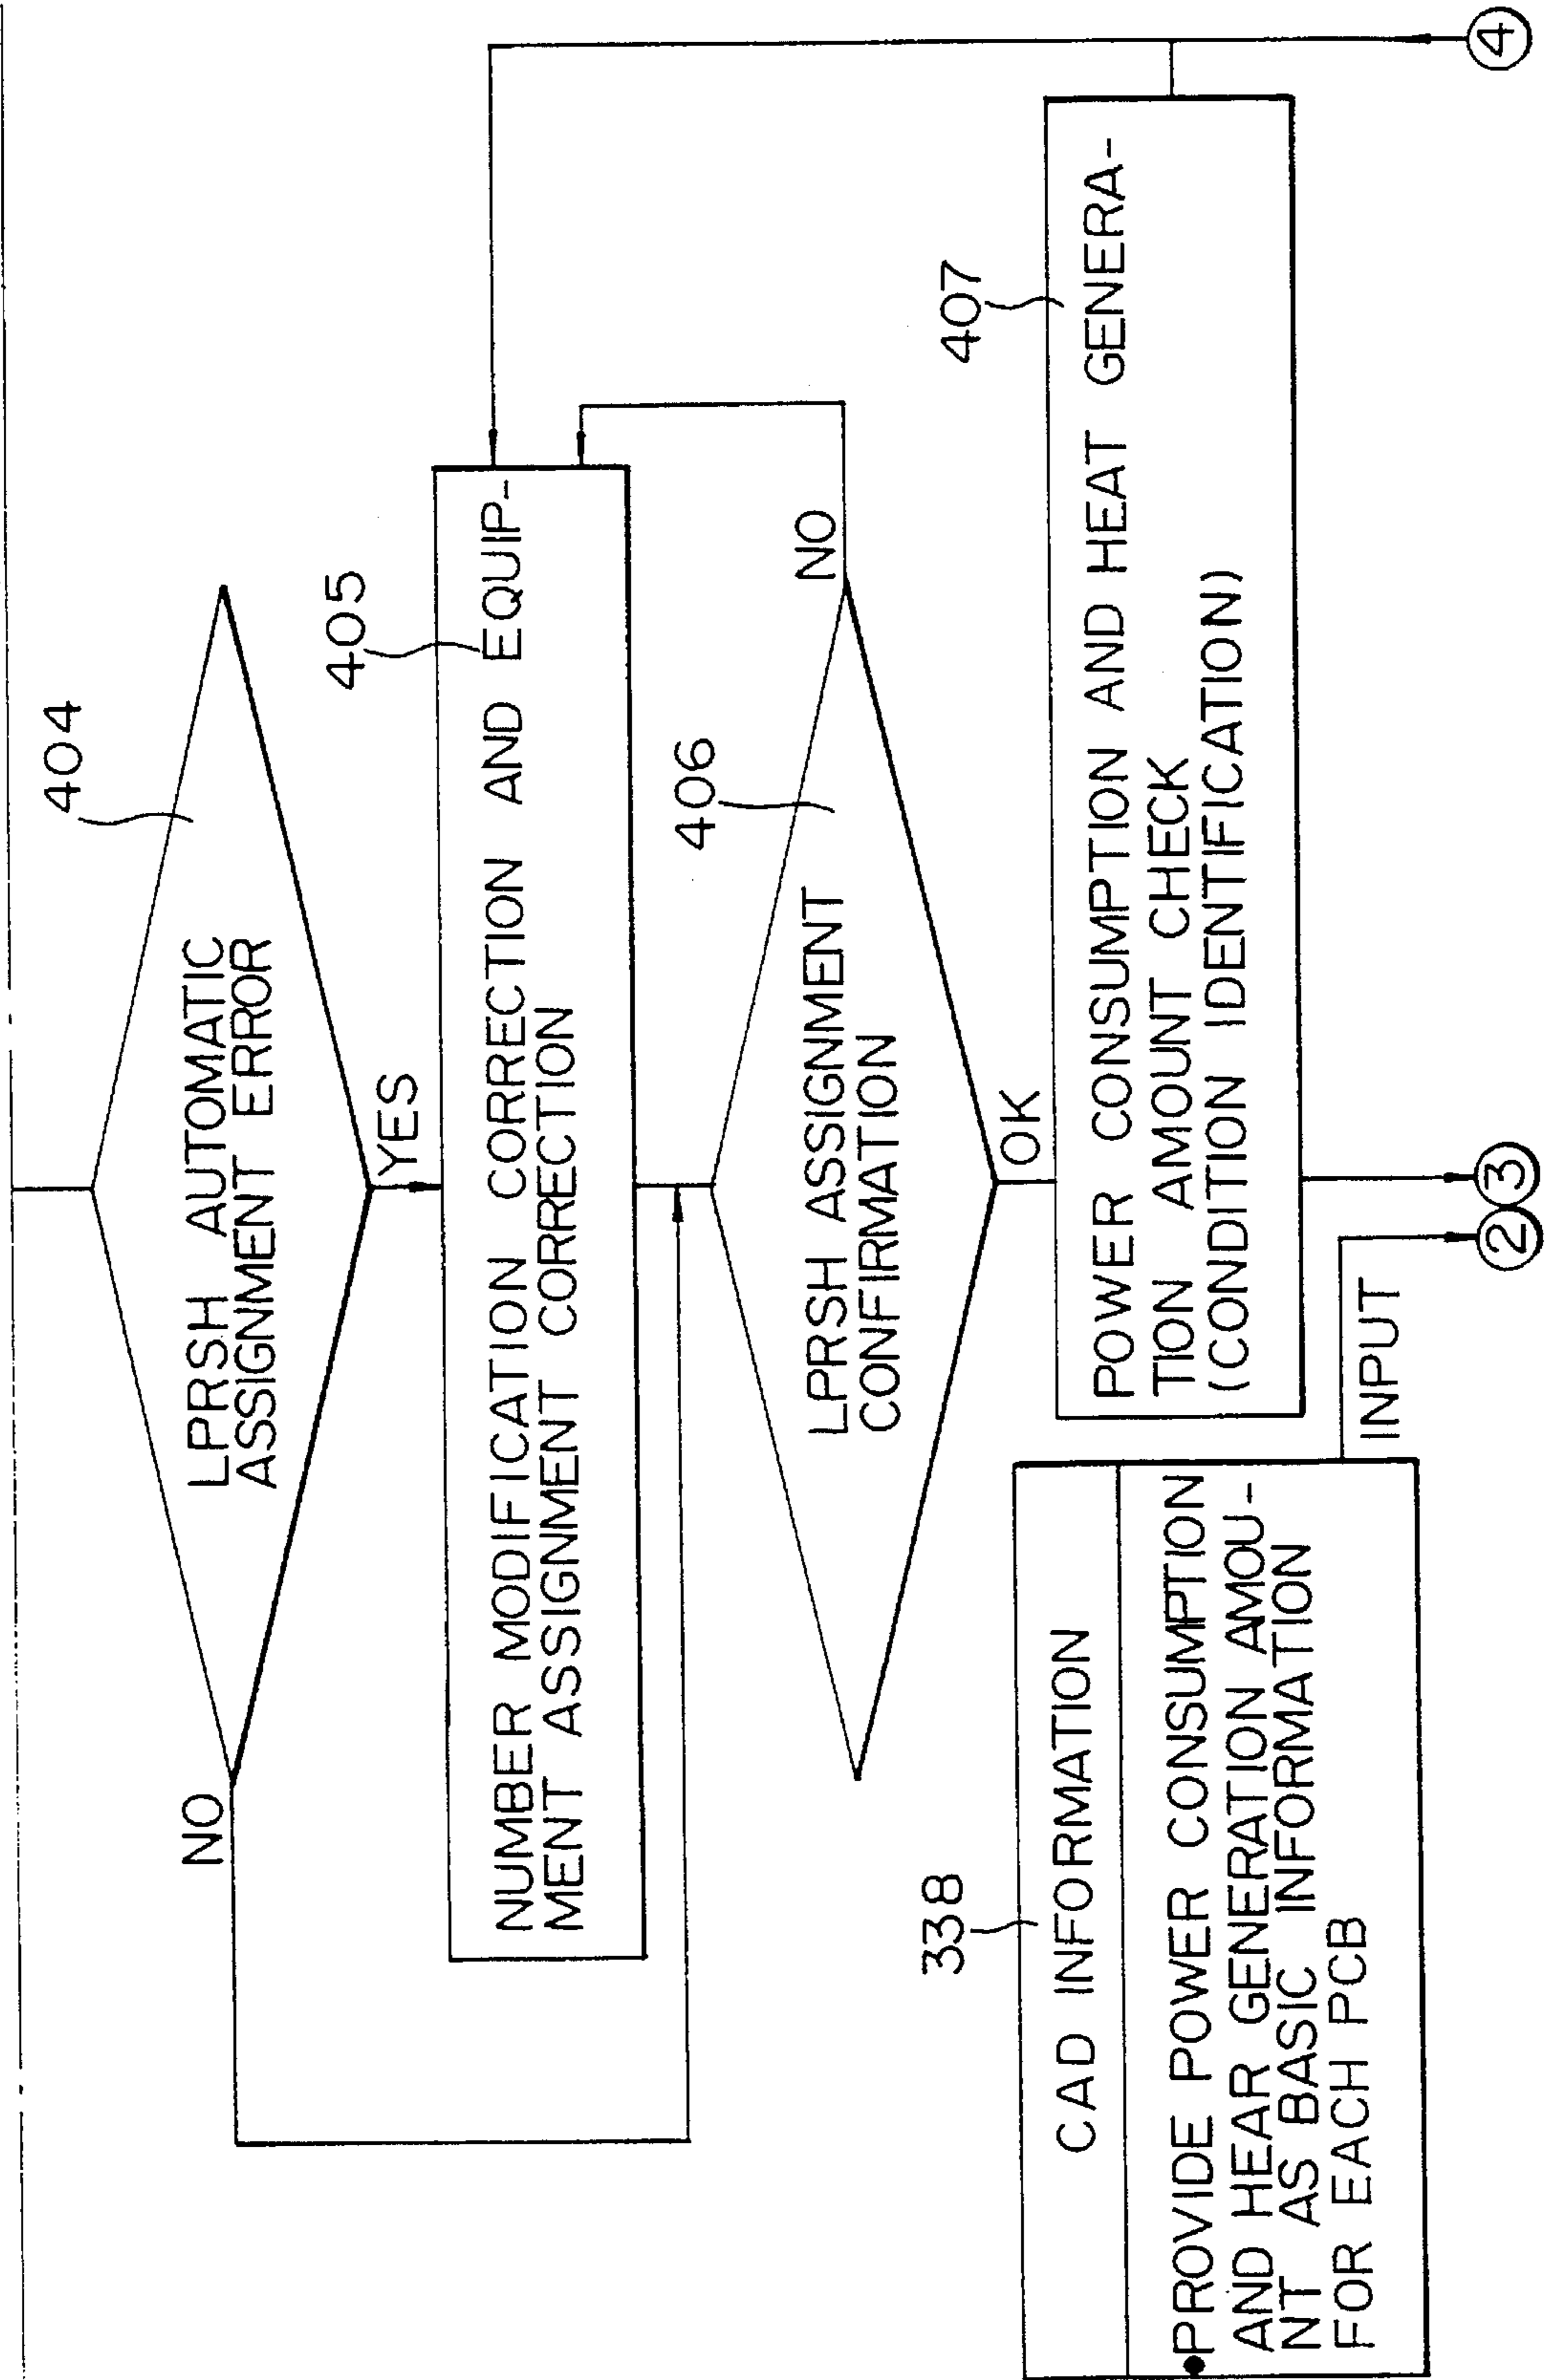 404
LPRSH AUTOMATIC
ASSIGNMENT ERROR
NO
YES
405
NUMBER MODIFICATION CORRECTION AND EQUIP-
MENT ASSIGNMENT CORRECTION
406
LPRSH ASSIGNMENT
CONFIRMATION
NO
OK
407
POWER CONSUMPTION AND HEAT GENERA-
TION AMOUNT CHECK
(CONDITION IDENTIFICATION)
338
CAD INFORMATION
●PROVIDE POWER CONSUMPTION
AND HEAR GENERATION AMOU-
NT AS BASIC INFORMATION
FOR EACH PCB
INPUT
2
3
4